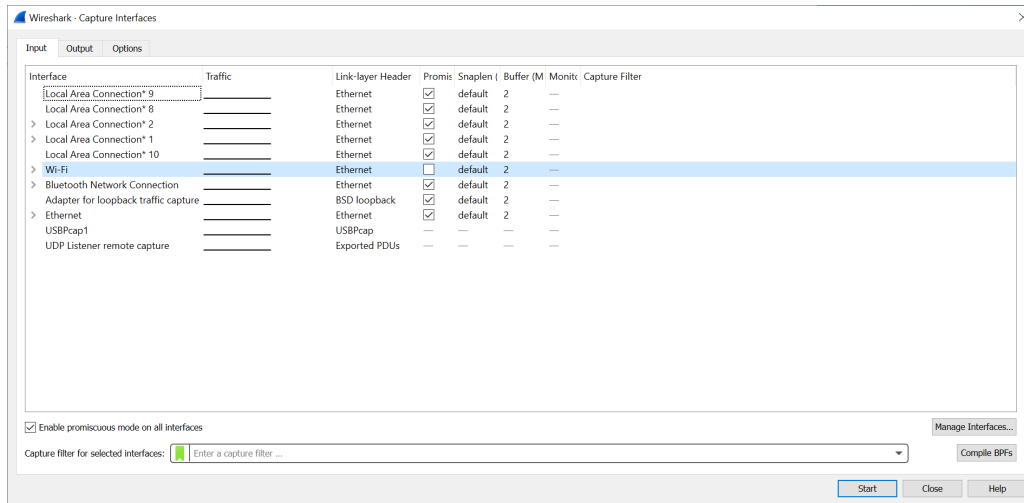 Wireshark · Capture Interfaces
Input Output Options
Interface Traffic Link-layer Header Promis Snaplen ( Buffer (M Monito Capture Filter
Local Area Connection* 9 Ethernet default 2 —
Local Area Connection* 8 Ethernet default 2 —
Local Area Connection* 2 Ethernet default 2 —
Local Area Connection* 1 Ethernet default 2 —
Local Area Connection* 10 Ethernet default 2 —
Wi-Fi Ethernet default 2 —
Bluetooth Network Connection Ethernet default 2 —
Adapter for loopback traffic capture BSD loopback default 2 —
Ethernet Ethernet default 2 —
USBPcap1 USBPcap — — — —
UDP Listener remote capture Exported PDUs — — — —
Enable promiscuous mode on all interfaces Manage Interfaces...
Capture filter for selected interfaces: Enter a capture filter ... Compile BPFs
Start Close Help